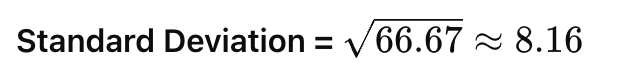 Standard Deviation = √66.67 ≈ 8.16